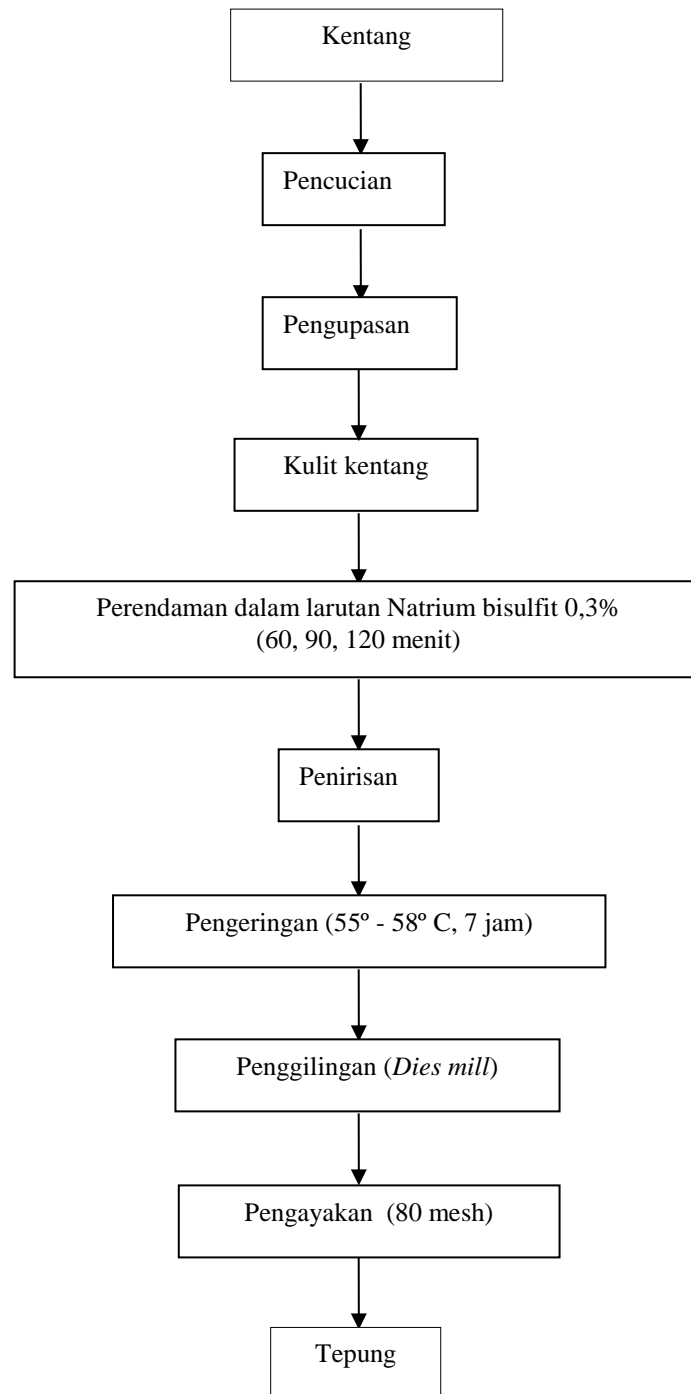 Kentang
Pencucian
Pengupasan
Kulit kentang
Perendaman dalam larutan Natrium bisulfit 0,3%
(60, 90, 120 menit)
Penirisan
Pengeringan (55º - 58º C, 7 jam)
Penggilingan (Dies mill)
Pengayakan (80 mesh)
Tepung